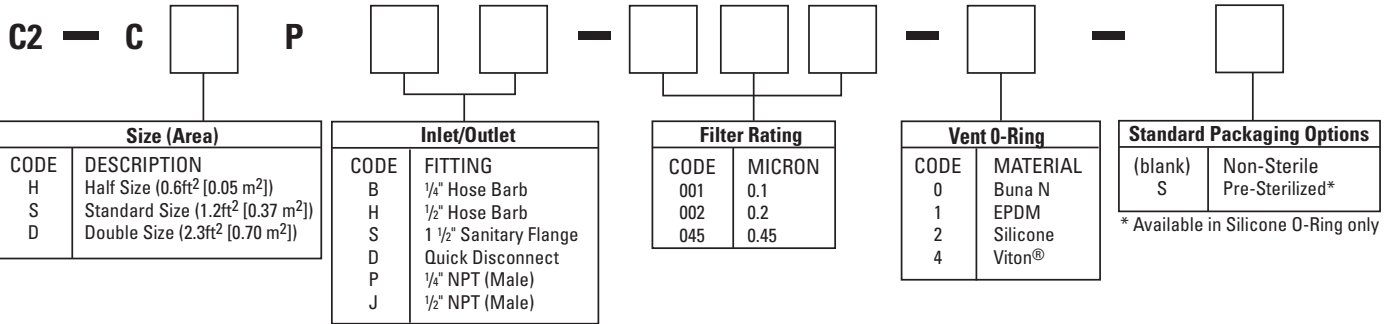 C2 — C P — — —
Size (Area)
CODE DESCRIPTION
H Half Size (0.6ft² [0.05 m²])
S Standard Size (1.2ft² [0.37 m²])
D Double Size (2.3ft² [0.70 m²])
Inlet/Outlet
CODE FITTING
B 1/4" Hose Barb
H 1/2" Hose Barb
S 1 1/2" Sanitary Flange
D Quick Disconnect
P 1/4" NPT (Male)
J 1/2" NPT (Male)
Filter Rating
CODE MICRON
001 0.1
002 0.2
045 0.45
Vent O-Ring
CODE MATERIAL
0 Buna N
1 EPDM
2 Silicone
4 Viton®
Standard Packaging Options
(blank) Non-Sterile
S Pre-Sterilized*
* Available in Silicone O-Ring only